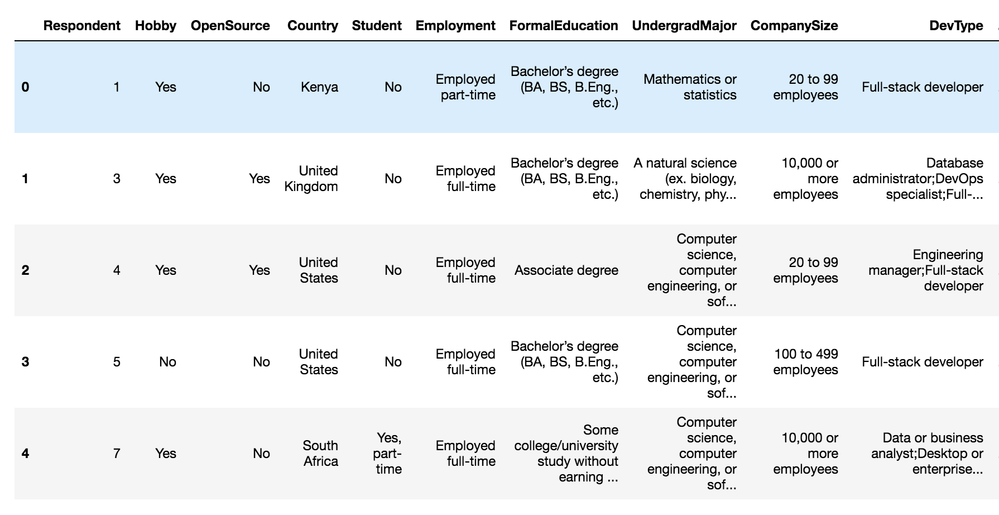 Respondent Hobby OpenSource Country Student Employment FormalEducation UndergradMajor CompanySize DevType
0 1 Yes No Kenya No Employed part-time Bachelor’s degree (BA, BS, B.Eng., etc.) Mathematics or statistics 20 to 99 employees Full-stack developer
1 3 Yes Yes United Kingdom No Employed full-time Bachelor’s degree (BA, BS, B.Eng., etc.) A natural science (ex. biology, chemistry, phy... 10,000 or more employees Database administrator;DevOps specialist;Full-...
2 4 Yes Yes United States No Employed full-time Associate degree Computer science, computer engineering, or sof... 20 to 99 employees Engineering manager;Full-stack developer
3 5 No No United States No Employed full-time Bachelor’s degree (BA, BS, B.Eng., etc.) Computer science, computer engineering, or sof... 100 to 499 employees Full-stack developer
4 7 Yes No South Africa Yes, part-time Employed full-time Some college/university study without earning ... Computer science, computer engineering, or sof... 10,000 or more employees Data or business analyst;Desktop or enterprise...